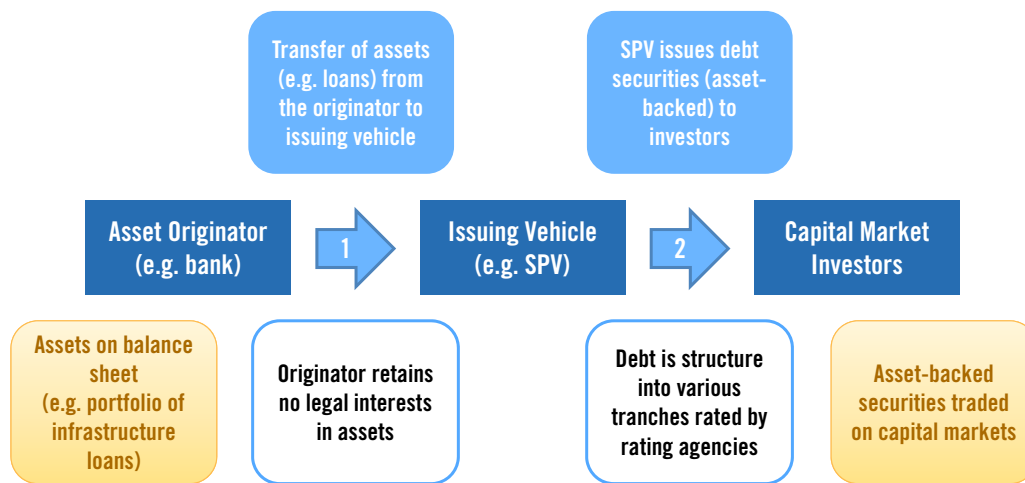 Transfer of assets
(e.g. loans) from
the originator to
issuing vehicle
SPV issues debt
securities (asset-
backed) to
investors
Asset Originator
(e.g. bank)
1
Issuing Vehicle
(e.g. SPV)
2
Capital Market
Investors
Assets on balance
sheet
(e.g. portfolio of
infrastructure
loans)
Originator retains
no legal interests
in assets
Debt is structure
into various
tranches rated by
rating agencies
Asset-backed
securities traded
on capital markets